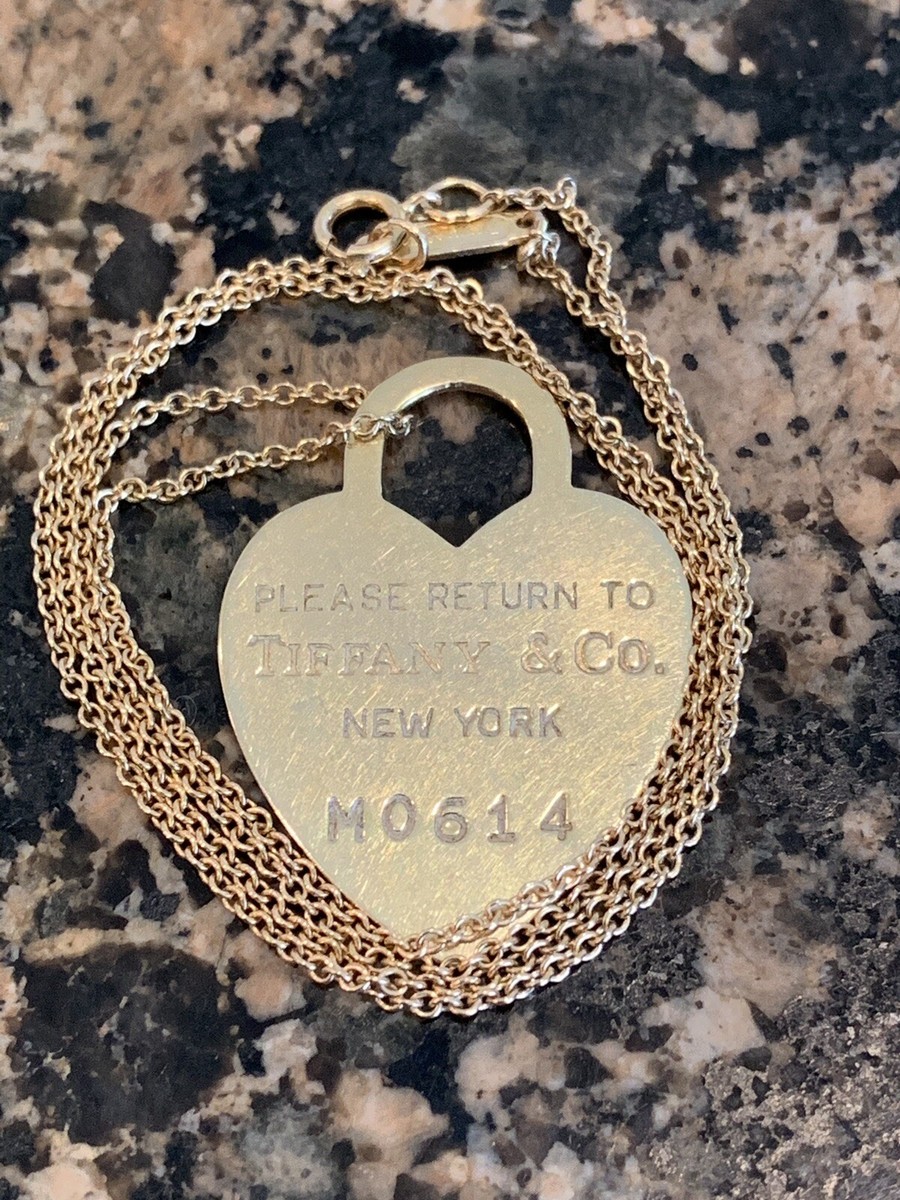 PLEASE RETURN TO
TIFFANY & CO.
NEW YORK
M0614